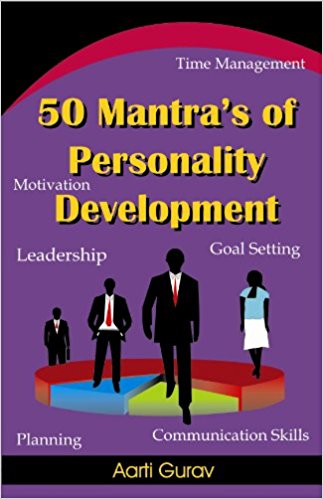 Time Management
50 Mantra's of
Personality
Motivation
Development
Leadership
Goal Setting
Planning
Communication Skills
Aarti Gurav